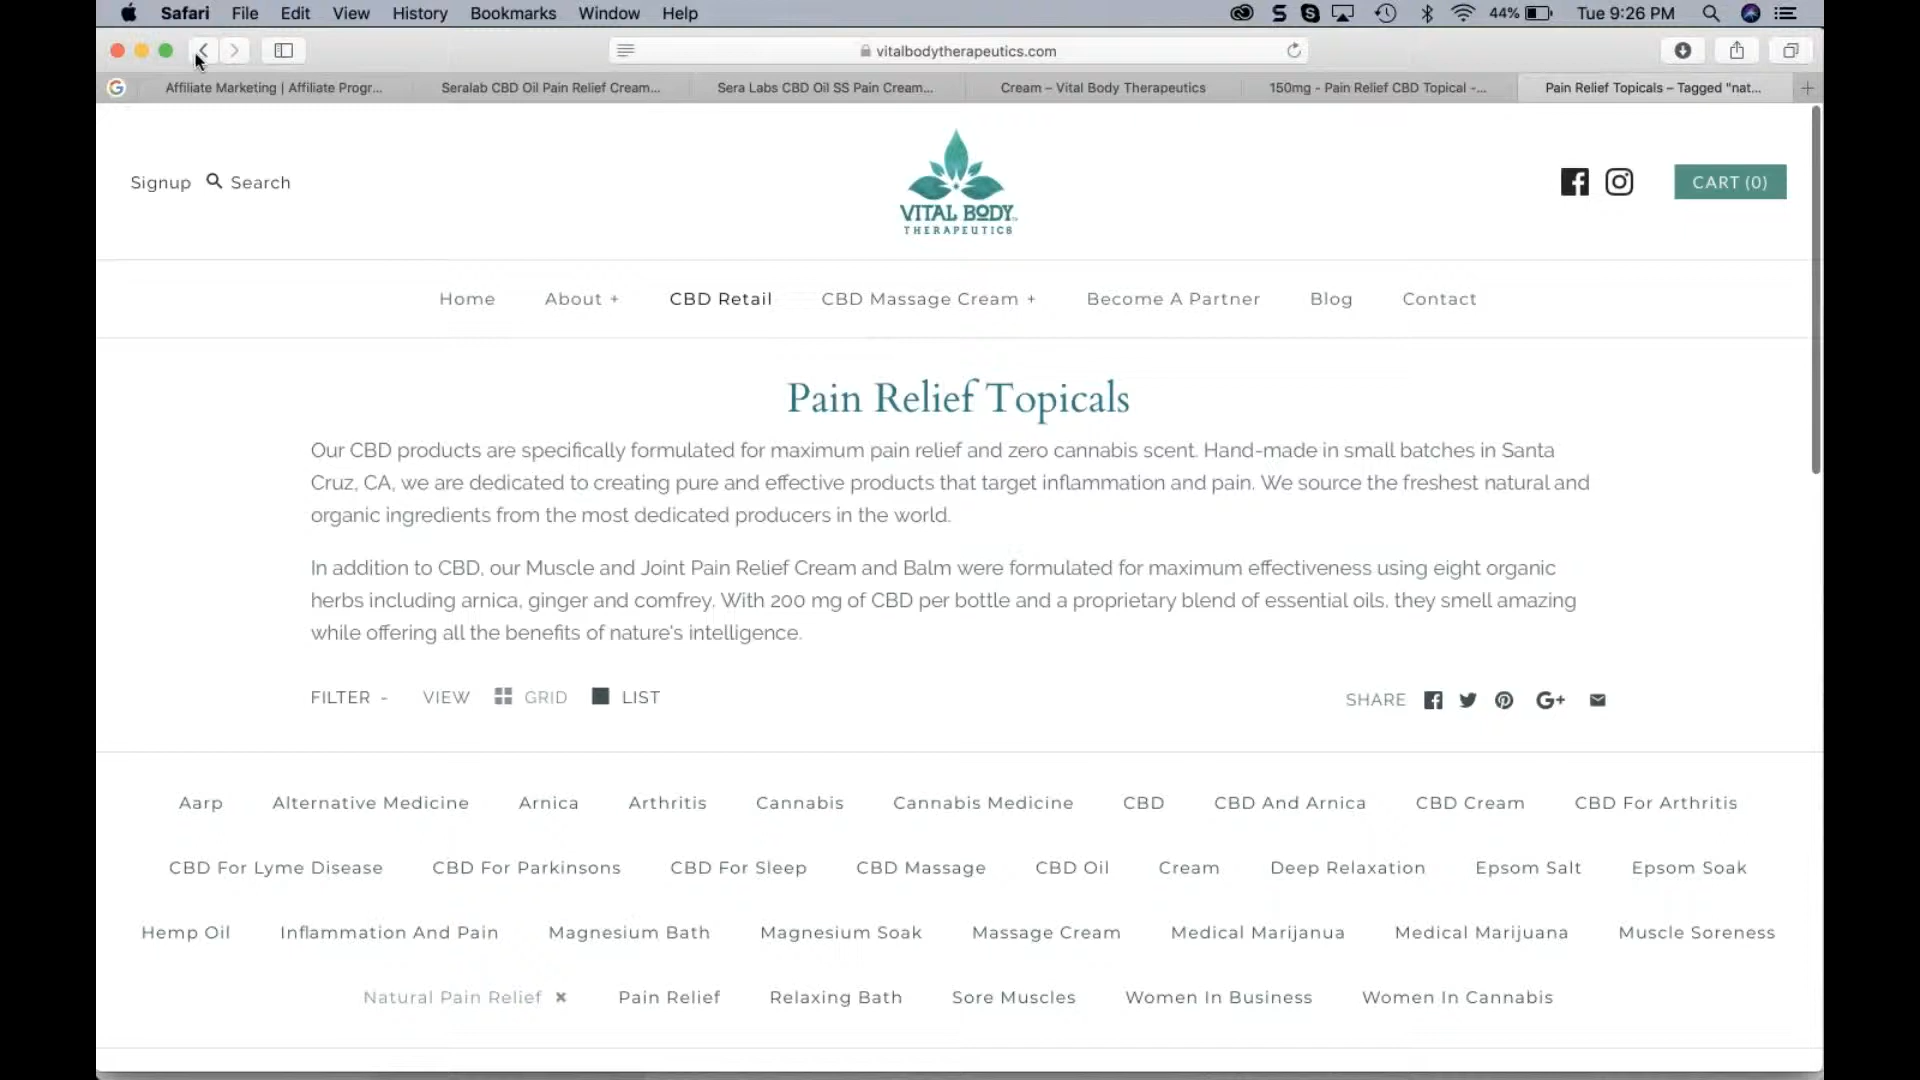 Safari File Edit View History Bookmarks Window Help 44% Tue 9:26 PM
vitalbodytherapeutics.com
Affiliate Marketing | Affiliate Progr... Seralab CBD Oil Pain Relief Cream... Sera Labs CBD Oil SS Pain Cream... Cream – Vital Body Therapeutics 150mg - Pain Relief CBD Topical -... Pain Relief Topicals – Tagged "nat...
Signup Search
VITAL BODY
THERAPEUTICS
CART (0)
Home About + CBD Retail CBD Massage Cream + Become A Partner Blog Contact
Pain Relief Topicals
Our CBD products are specifically formulated for maximum pain relief and zero cannabis scent. Hand-made in small batches in Santa
Cruz, CA, we are dedicated to creating pure and effective products that target inflammation and pain. We source the freshest natural and
organic ingredients from the most dedicated producers in the world.
In addition to CBD, our Muscle and Joint Pain Relief Cream and Balm were formulated for maximum effectiveness using eight organic
herbs including arnica, ginger and comfrey. With 200 mg of CBD per bottle and a proprietary blend of essential oils, they smell amazing
while offering all the benefits of nature's intelligence.
FILTER - VIEW GRID LIST SHARE
Aarp Alternative Medicine Arnica Arthritis Cannabis Cannabis Medicine CBD CBD And Arnica CBD Cream CBD For Arthritis
CBD For Lyme Disease CBD For Parkinsons CBD For Sleep CBD Massage CBD Oil Cream Deep Relaxation Epsom Salt Epsom Soak
Hemp Oil Inflammation And Pain Magnesium Bath Magnesium Soak Massage Cream Medical Marijanua Medical Marijuana Muscle Soreness
Natural Pain Relief × Pain Relief Relaxing Bath Sore Muscles Women In Business Women In Cannabis